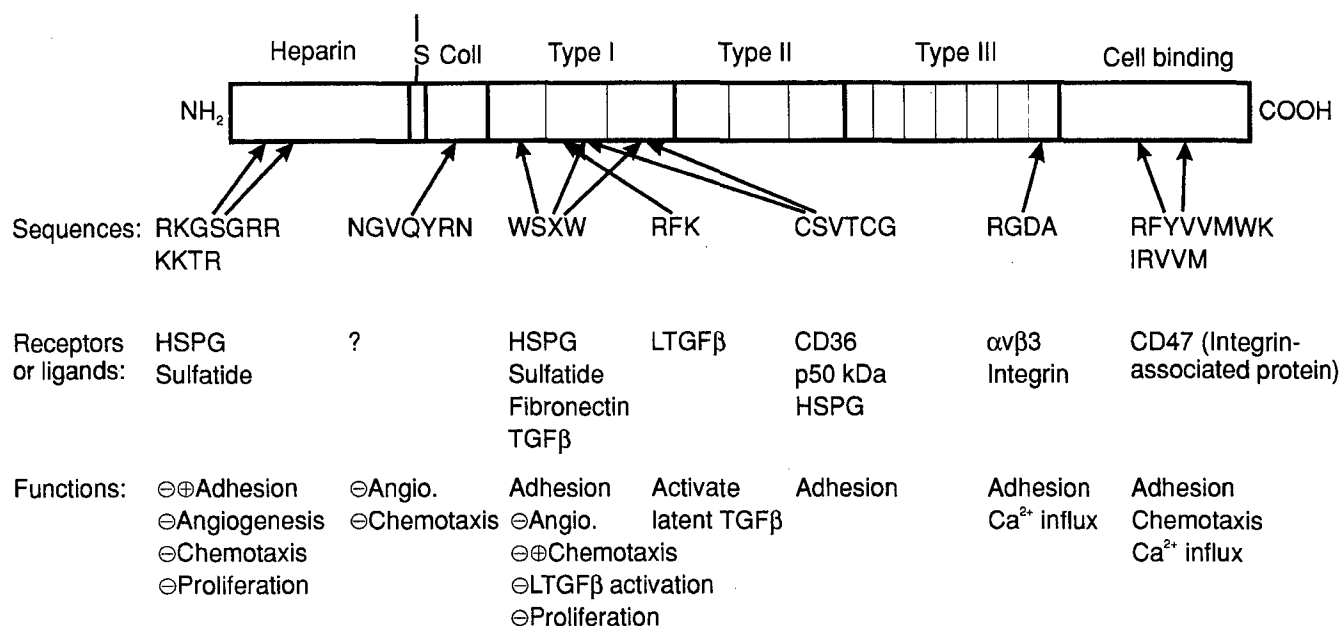 Heparin S Coll Type I Type II Type III Cell binding
NH₂ COOH
Sequences: RKGSGRR NGVQYRN WSXW RFK CSVTCG RGDA RFYVVMWK
KKTR IRVVM
Receptors HSPG ? HSPG LTGFβ CD36 αvβ3 CD47 (Integrin-
or ligands: Sulfatide Sulfatide p50 kDa Integrin associated protein)
Fibronectin HSPG
TGFβ
Functions: ⊖⊕Adhesion ⊖Angio. Adhesion Activate Adhesion Adhesion Adhesion
⊖Angiogenesis ⊖Chemotaxis ⊖Angio. latent TGFβ Ca²⁺ influx Chemotaxis
⊖Chemotaxis ⊖⊕Chemotaxis Ca²⁺ influx
⊖Proliferation ⊖LTGFβ activation
⊖Proliferation